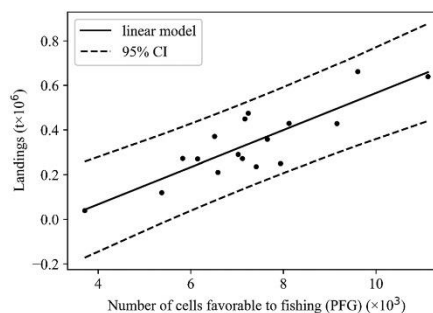 linear model
95% CI
Landings (t×10⁶)
0.8
0.6
0.4
0.2
0.0
−0.2
4 6 8 10
Number of cells favorable to fishing (PFG) (×10³)